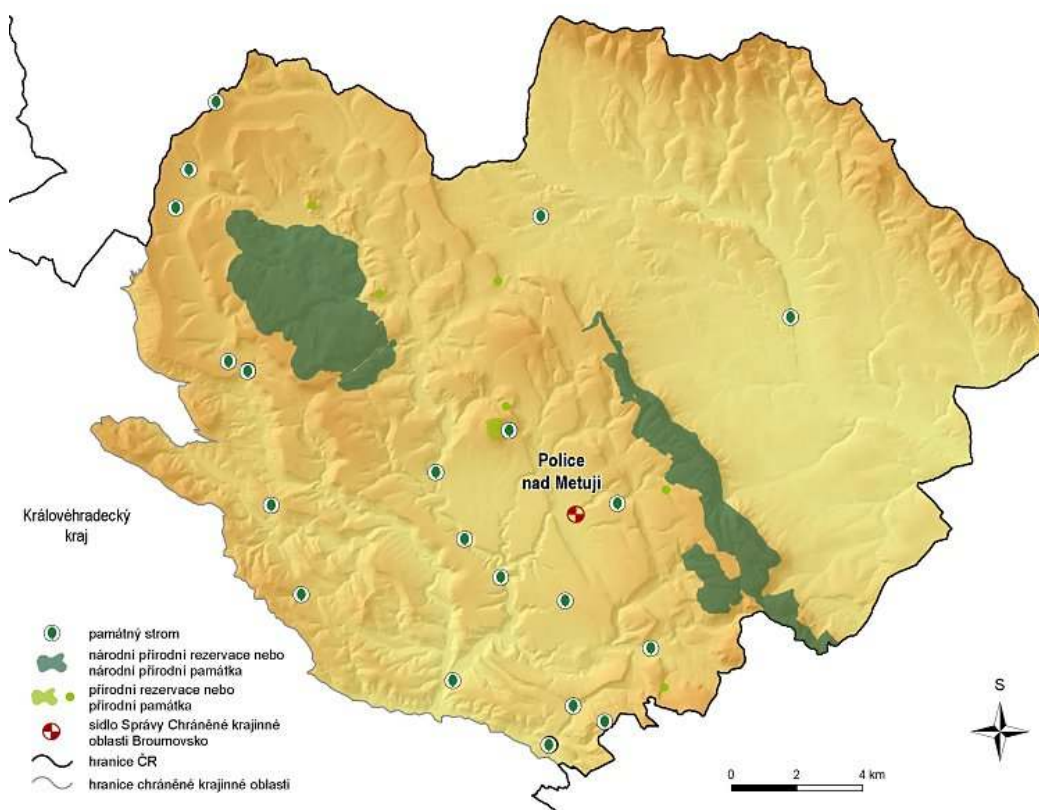 Police
nad Metuji
Královéhradecký
kraj
památný strom
národní přírodní rezervace nebo
národní přírodní památka
přírodní rezervace nebo
přírodní památka
sídlo Správy Chráněné krajinné
oblasti Broumovsko
hranice ČR
hranice chráněné krajinné oblasti
S
0 2 4 km